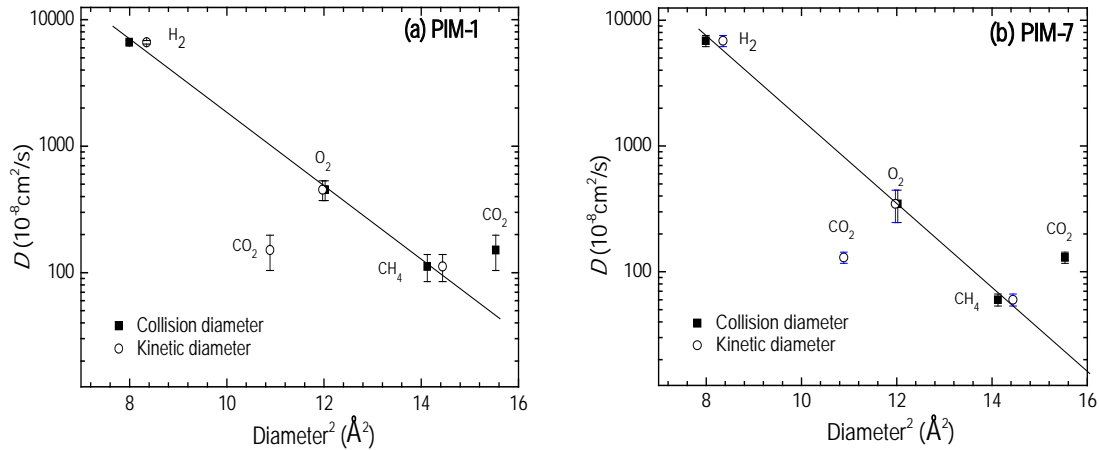 (a) PIM-1
10000
1000
100
D (10⁻⁸cm²/s)
H₂
O₂
CO₂
CO₂
CH₄
Collision diameter
Kinetic diameter
8 10 12 14 16
Diameter² (Å²)
(b) PIM-7
10000
1000
100
D (10⁻⁸cm²/s)
H₂
O₂
CO₂
CO₂
CH₄
Collision diameter
Kinetic diameter
8 10 12 14 16
Diameter² (Å²)